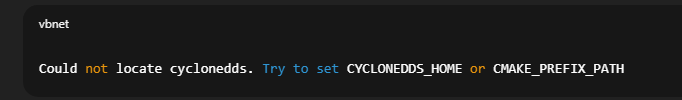 vbnet
Could not locate cyclonedds. Try to set CYCLONEDDS_HOME or CMAKE_PREFIX_PATH